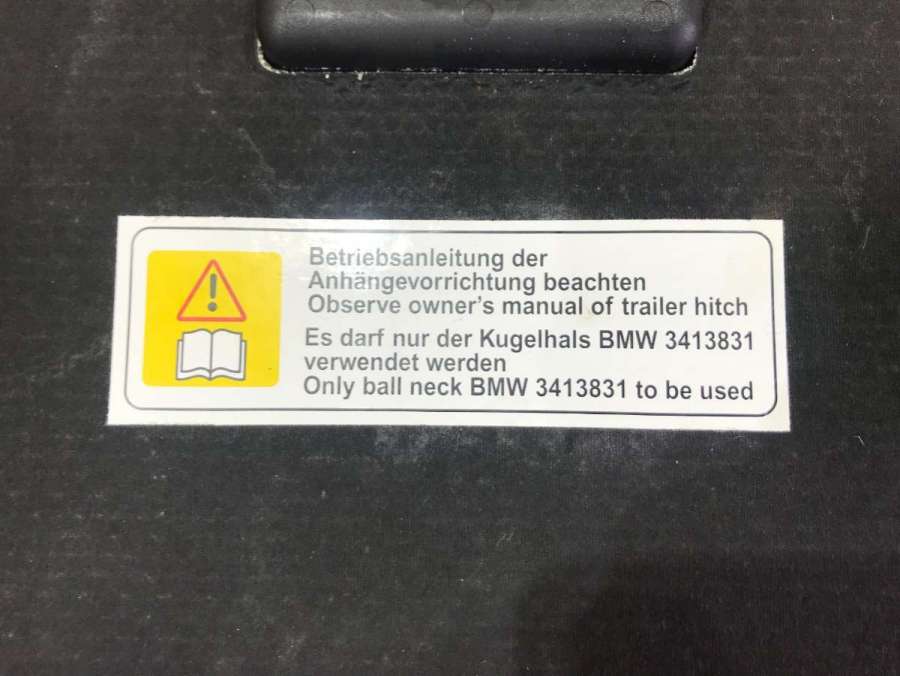 Betriebsanleitung der
Anhängevorrichtung beachten
Observe owner's manual of trailer hitch
Es darf nur der Kugelhals BMW 3413831
verwendet werden
Only ball neck BMW 3413831 to be used